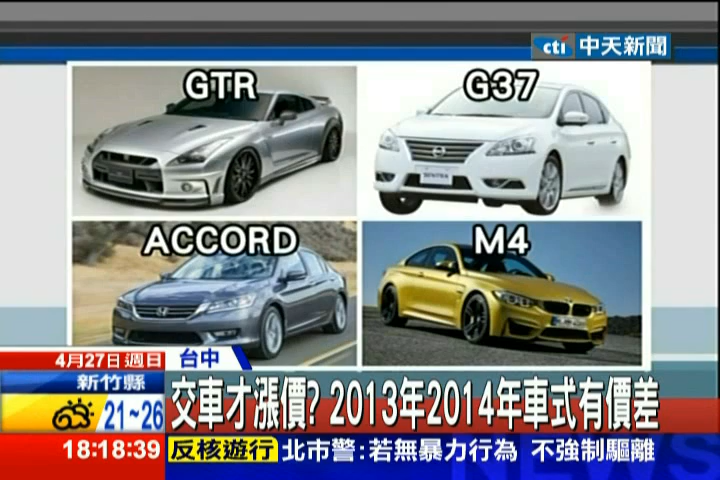 cti 中天新聞
GTR
G37
SENTRA
ACCORD
M4
4月27日 週日
台中
新竹縣
21~26
交車才漲價? 2013年2014年車式有價差
18:18:39
反核遊行 北市警:若無暴力行為 不強制驅離
NEWS